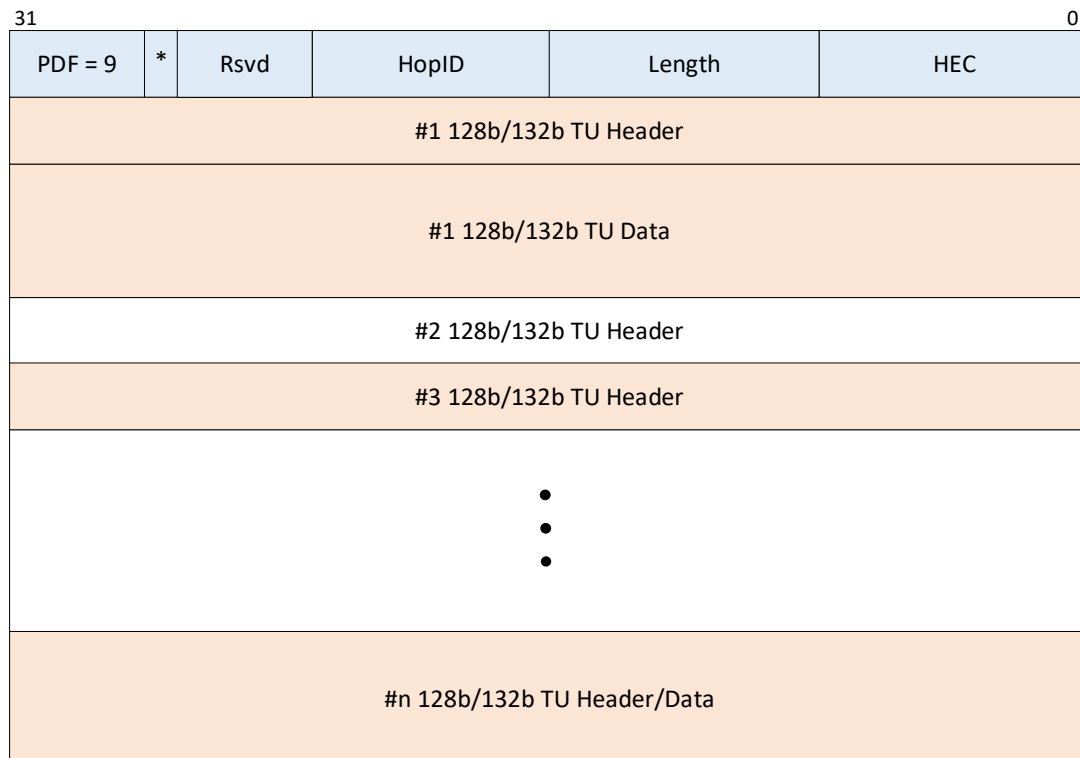 31 0
PDF = 9 * Rsvd HopID Length HEC
#1 128b/132b TU Header
#1 128b/132b TU Data
#2 128b/132b TU Header
#3 128b/132b TU Header
#n 128b/132b TU Header/Data